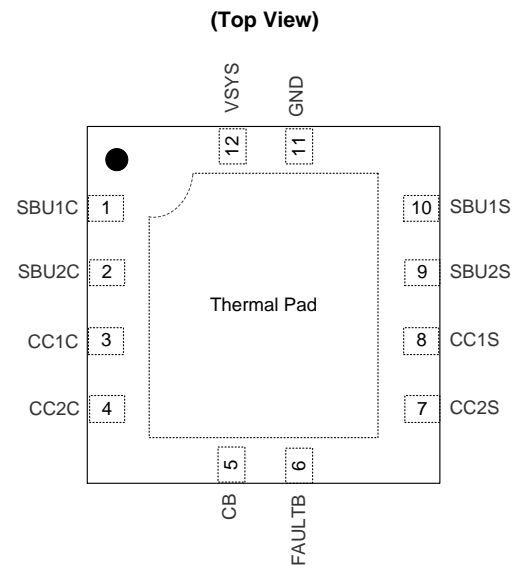 (Top View)
VSYS
GND
12
11
SBU1C 1
10 SBU1S
SBU2C 2
9 SBU2S
Thermal Pad
CC1C 3
8 CC1S
CC2C 4
7 CC2S
5
6
CB
FAULTB